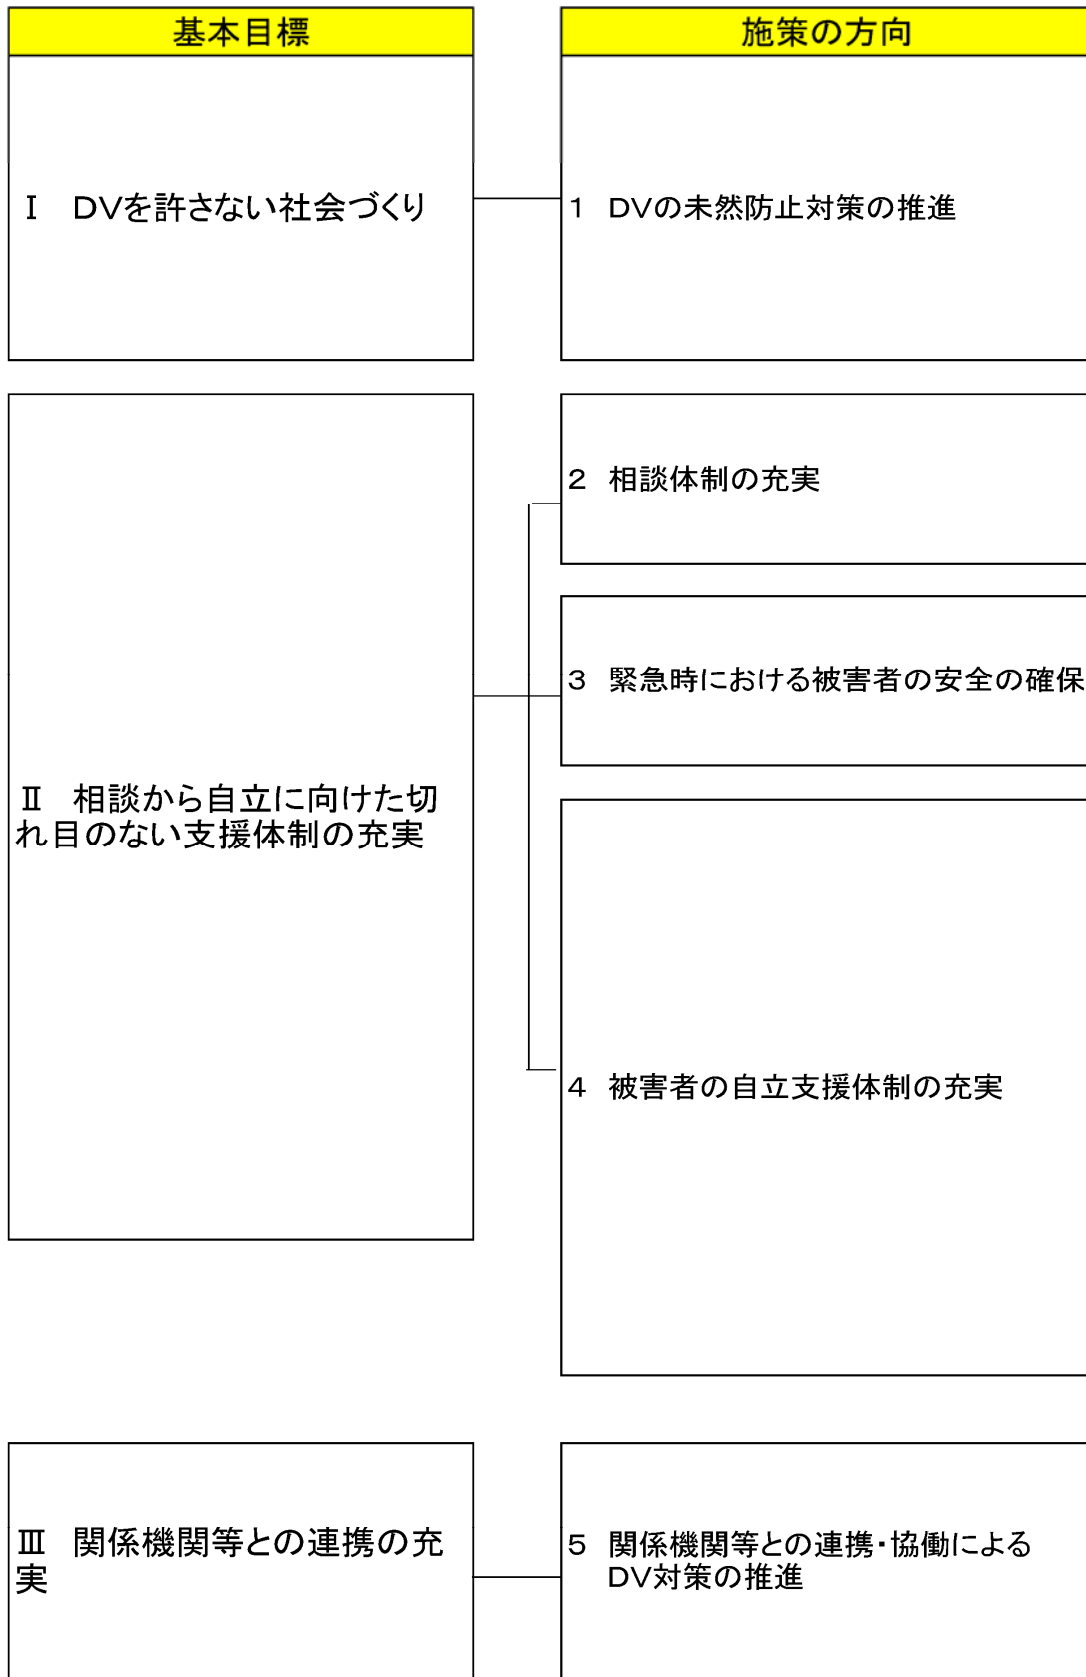 基本目標
施策の方向
Ⅰ　DVを許さない社会づくり
1　DVの未然防止対策の推進
2　相談体制の充実
3　緊急時における被害者の安全の確保
Ⅱ　相談から自立に向けた切
れ目のない支援体制の充実
4　被害者の自立支援体制の充実
Ⅲ　関係機関等との連携の充
実
5　関係機関等との連携・協働による
DV対策の推進